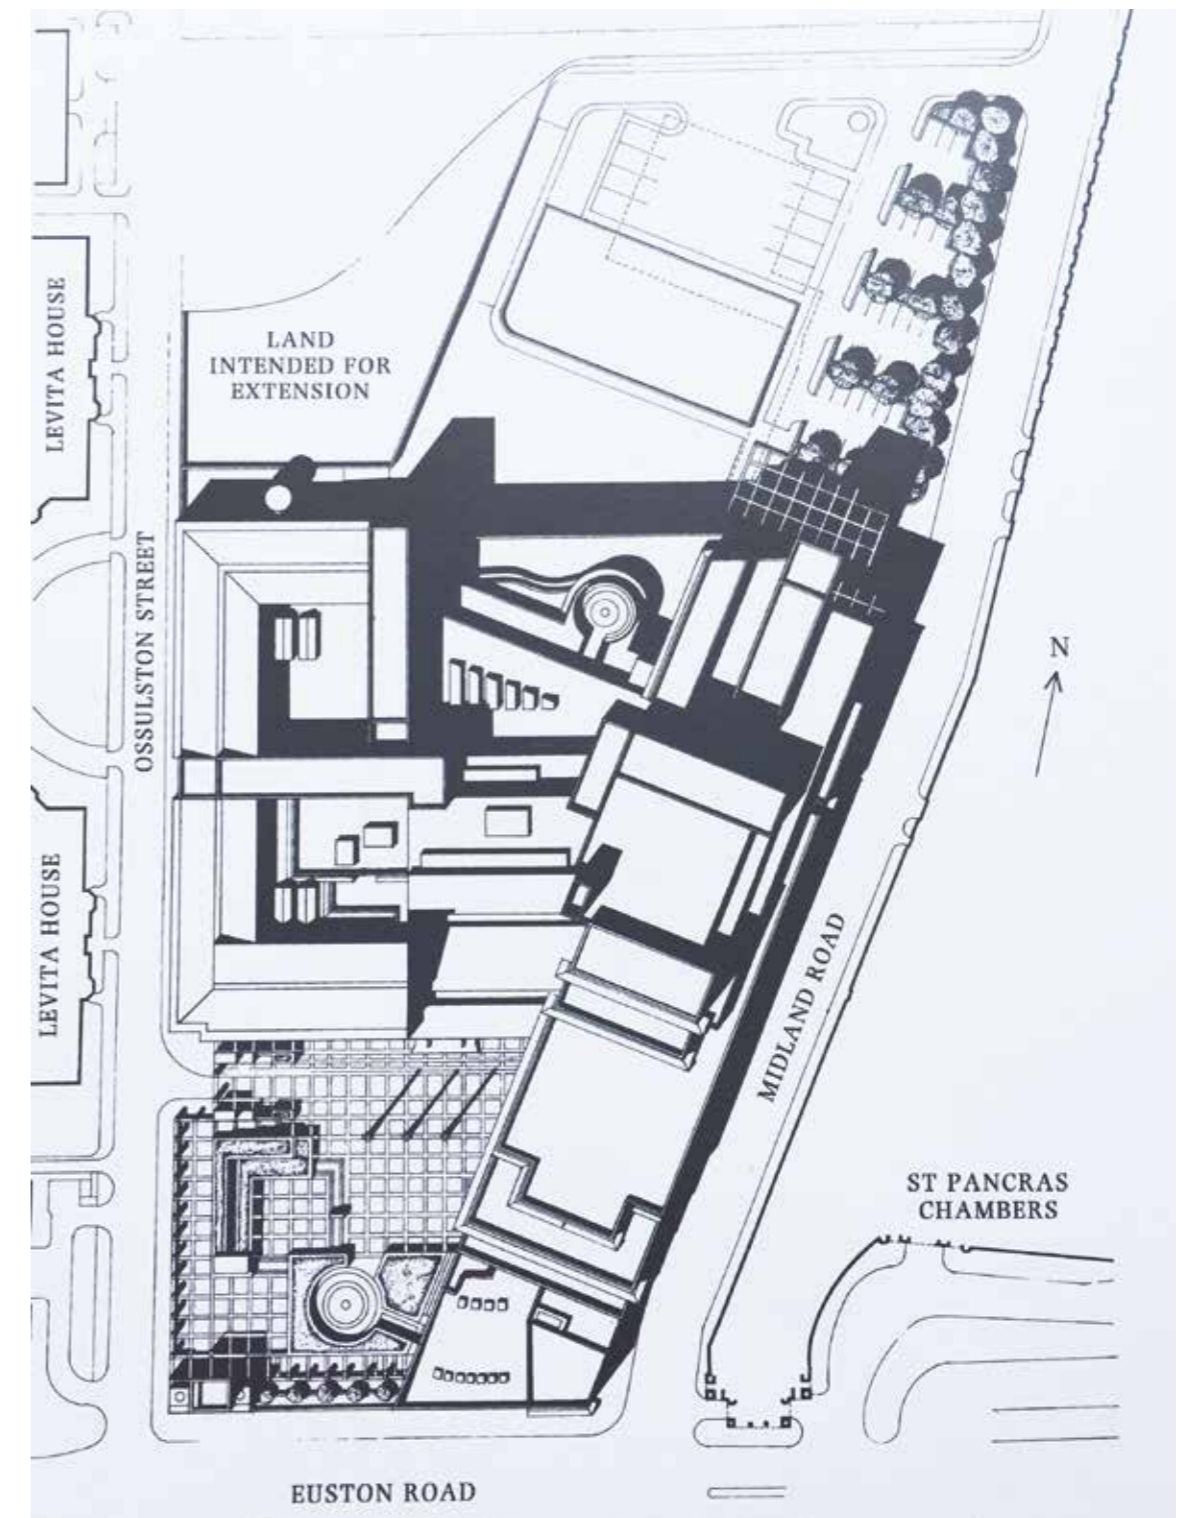 LEVITA HOUSE
LAND
INTENDED FOR
EXTENSION
OSSULSTON STREET
N
LEVITA HOUSE
MIDLAND ROAD
ST PANCRAS
CHAMBERS
EUSTON ROAD